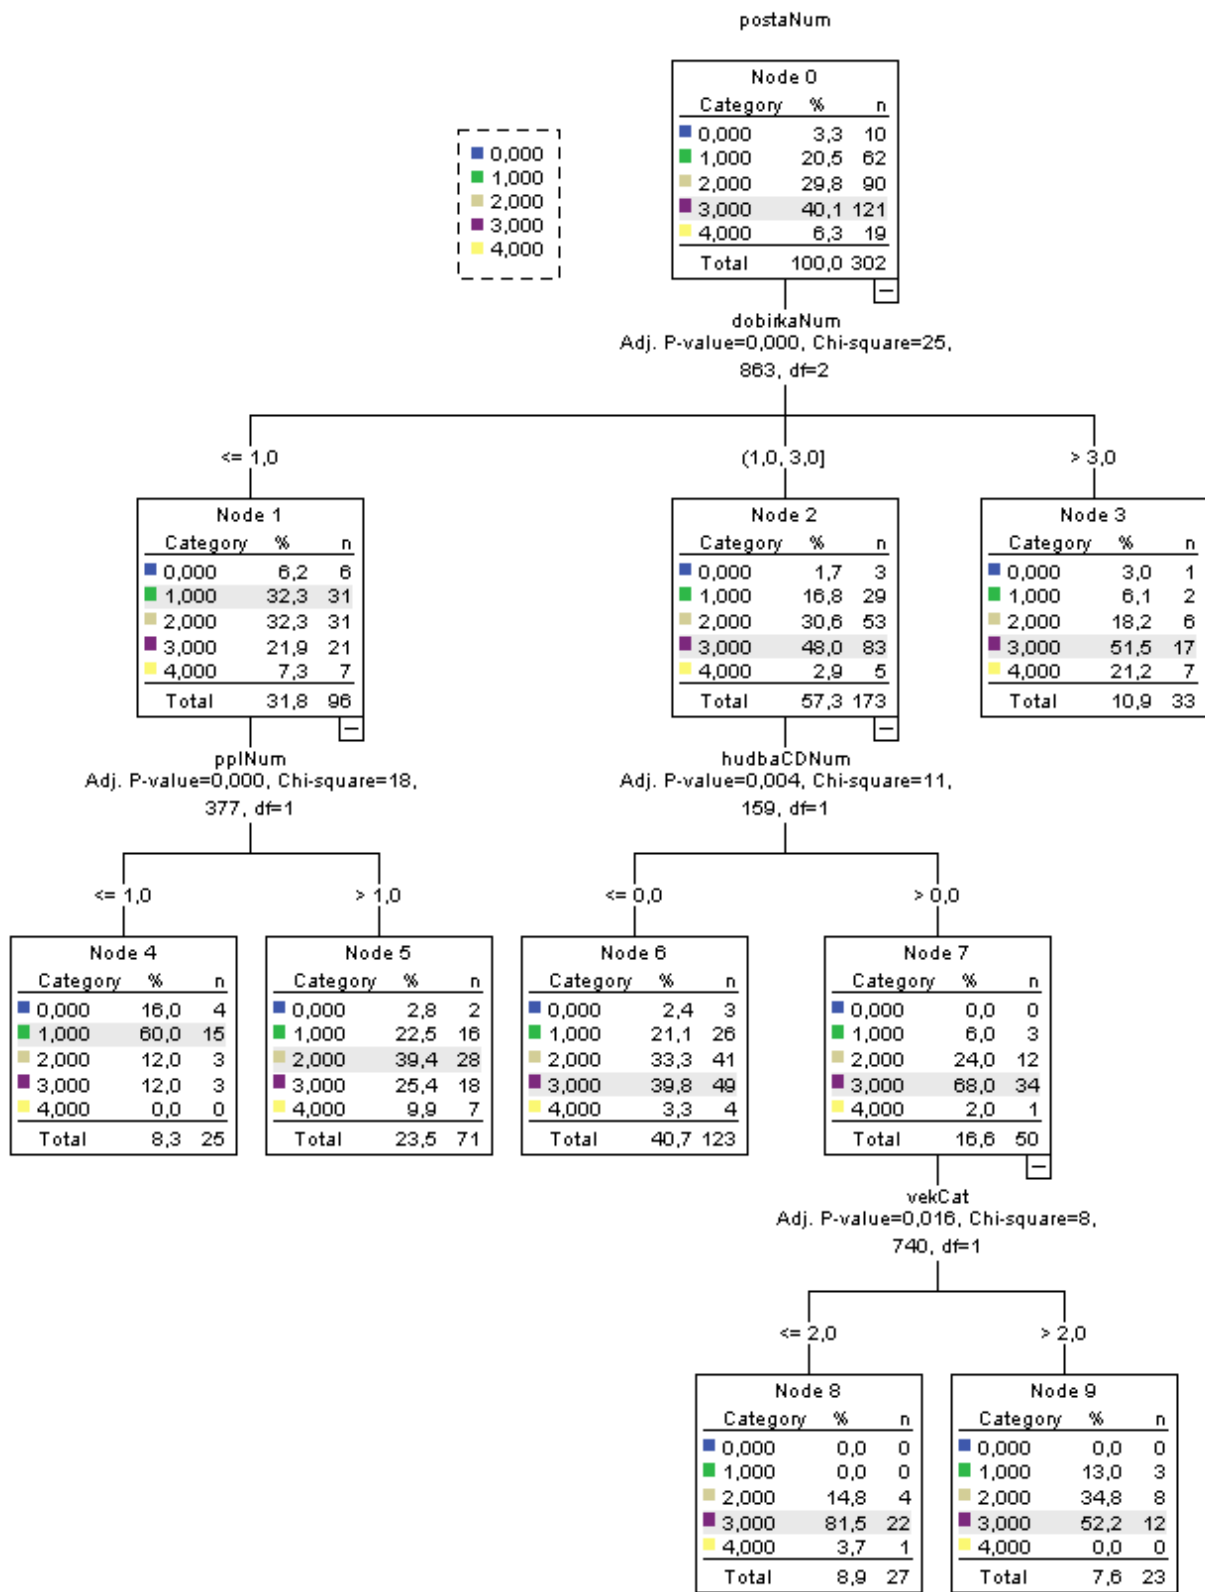 postaNum
Node 0
Category % n
0,000 3,3 10
1,000 20,5 62
2,000 29,8 90
3,000 40,1 121
4,000 6,3 19
Total 100,0 302
0,000
1,000
2,000
3,000
4,000
dobirkaNum
Adj. P-value=0,000, Chi-square=25,
863, df=2
<= 1,0
(1,0, 3,0]
> 3,0
Node 1
Category % n
0,000 6,2 6
1,000 32,3 31
2,000 32,3 31
3,000 21,9 21
4,000 7,3 7
Total 31,8 96
Node 2
Category % n
0,000 1,7 3
1,000 16,8 29
2,000 30,6 53
3,000 48,0 83
4,000 2,9 5
Total 57,3 173
Node 3
Category % n
0,000 3,0 1
1,000 6,1 2
2,000 18,2 6
3,000 51,5 17
4,000 21,2 7
Total 10,9 33
pplNum
Adj. P-value=0,000, Chi-square=18,
377, df=1
hudbaCDNum
Adj. P-value=0,004, Chi-square=11,
159, df=1
<= 1,0
> 1,0
<= 0,0
> 0,0
Node 4
Category % n
0,000 16,0 4
1,000 60,0 15
2,000 12,0 3
3,000 12,0 3
4,000 0,0 0
Total 8,3 25
Node 5
Category % n
0,000 2,8 2
1,000 22,5 16
2,000 39,4 28
3,000 25,4 18
4,000 9,9 7
Total 23,5 71
Node 6
Category % n
0,000 2,4 3
1,000 21,1 26
2,000 33,3 41
3,000 39,8 49
4,000 3,3 4
Total 40,7 123
Node 7
Category % n
0,000 0,0 0
1,000 6,0 3
2,000 24,0 12
3,000 68,0 34
4,000 2,0 1
Total 16,6 50
vekCat
Adj. P-value=0,016, Chi-square=8,
740, df=1
<= 2,0
> 2,0
Node 8
Category % n
0,000 0,0 0
1,000 0,0 0
2,000 14,8 4
3,000 81,5 22
4,000 3,7 1
Total 8,9 27
Node 9
Category % n
0,000 0,0 0
1,000 13,0 3
2,000 34,8 8
3,000 52,2 12
4,000 0,0 0
Total 7,6 23